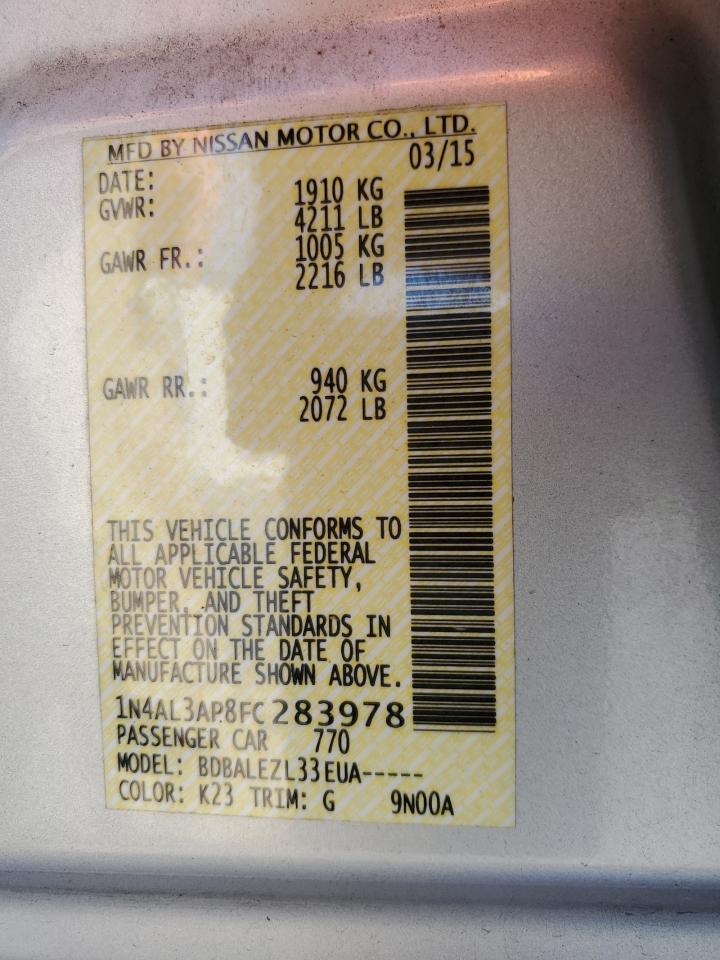 MFD BY NISSAN MOTOR CO., LTD.
DATE: 03/15
GVWR: 1910 KG
4211 LB
GAWR FR.: 1005 KG
2216 LB
GAWR RR.: 940 KG
2072 LB
THIS VEHICLE CONFORMS TO
ALL APPLICABLE FEDERAL
MOTOR VEHICLE SAFETY,
BUMPER, AND THEFT
PREVENTION STANDARDS IN
EFFECT ON THE DATE OF
MANUFACTURE SHOWN ABOVE.
1N4AL3AP8FC283978
PASSENGER CAR 770
MODEL: BDBALEZL33EUA-----
COLOR: K23 TRIM: G 9N00A